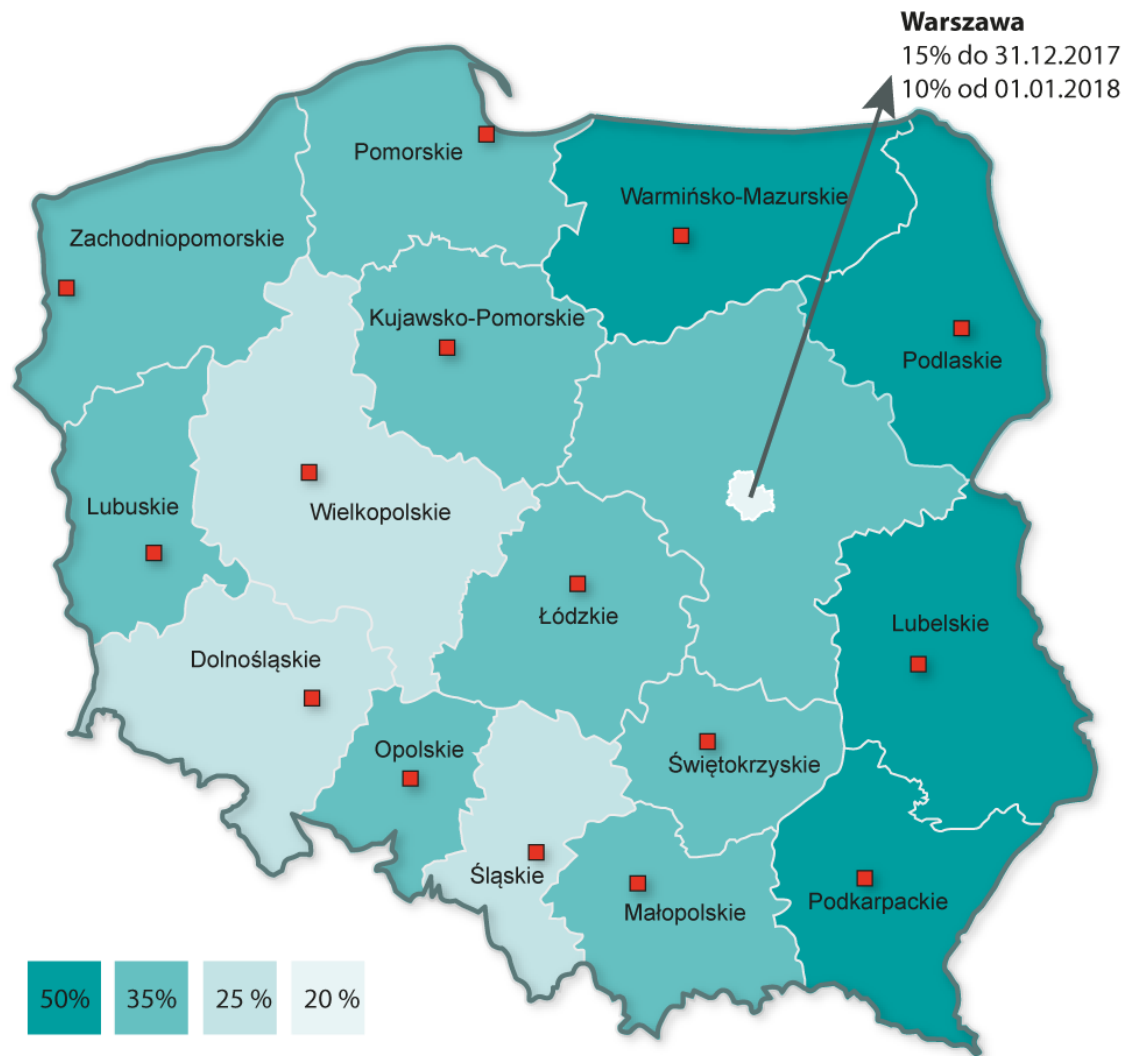 Warszawa
15% do 31.12.2017
10% od 01.01.2018
Pomorskie
Warmińsko-Mazurskie
Zachodniopomorskie
Kujawsko-Pomorskie
Podlaskie
Lubuskie
Wielkopolskie
Łódzkie
Lubelskie
Dolnośląskie
Opolskie
Świętokrzyskie
Śląskie
Małopolskie
Podkarpackie
50% 35% 25 % 20 %